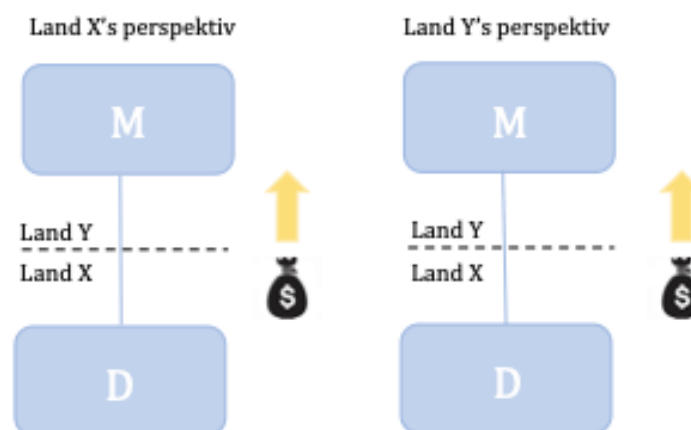 Land X's perspektiv
M
Land Y
Land X
$
D
Land Y's perspektiv
M
Land Y
Land X
$
D